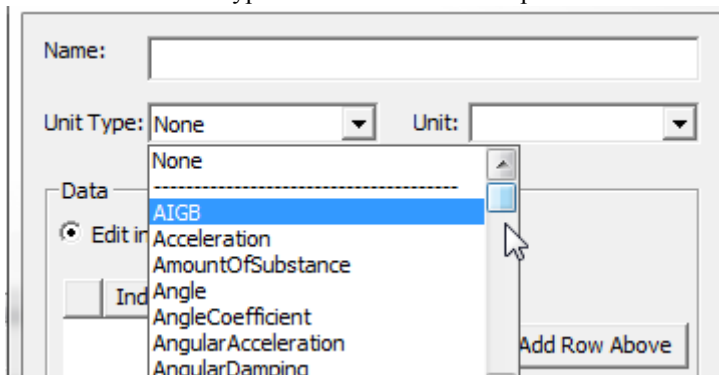 Name:
Unit Type: None Unit:
None
--------------------------------------
Data
AIGB
Edit in
Acceleration
AmountOfSubstance
Ind
Angle
AngleCoefficient
AngularAcceleration
Add Row Above
AngularDamping